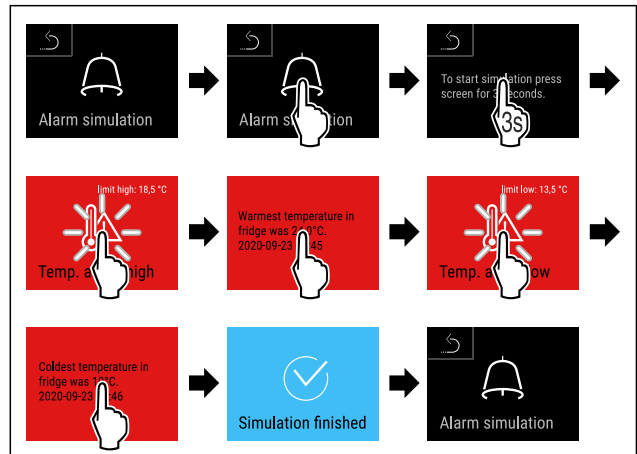 Alarm simulation
Alarm
To start simulation press
screen for 3 seconds.
3s
limit high: 18,5 °C
Temp. high
Warmest temperature in
fridge was °C.
2020-09-23 :45
limit low: 13,5 °C
Temp.
Coldest temperature in
fridge was °C.
2020-09-23 :46
Simulation finished
Alarm simulation